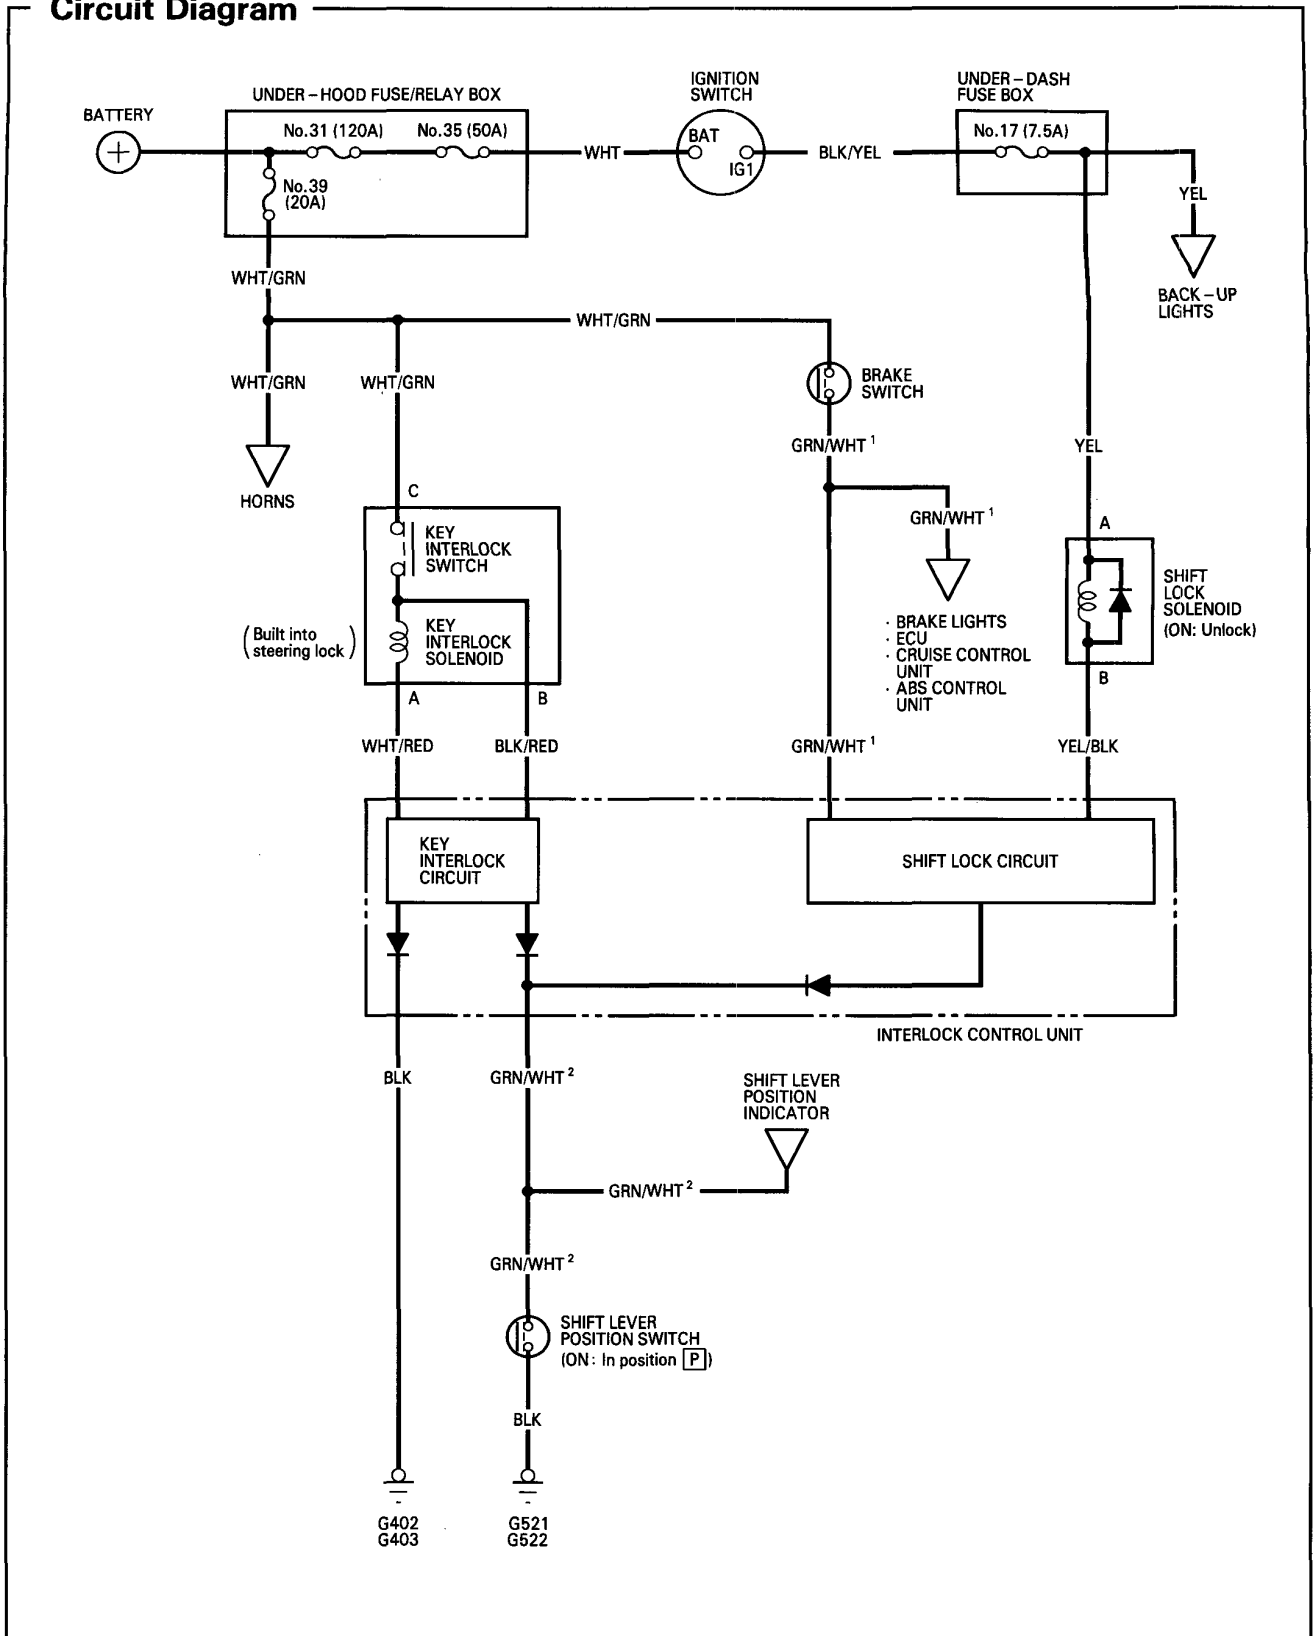 Circuit Diagram
BATTERY
UNDER-HOOD FUSE/RELAY BOX
No.31 (120A)
No.35 (50A)
No.39
(20A)
WHT
IGNITION
SWITCH
BAT
IG1
BLK/YEL
UNDER-DASH
FUSE BOX
No.17 (7.5A)
YEL
BACK-UP
LIGHTS
WHT/GRN
WHT/GRN
WHT/GRN
WHT/GRN
HORNS
BRAKE
SWITCH
GRN/WHT 1
YEL
C
KEY
INTERLOCK
SWITCH
KEY
INTERLOCK
SOLENOID
(Built into
steering lock)
A
B
GRN/WHT 1
· BRAKE LIGHTS
· ECU
· CRUISE CONTROL
UNIT
· ABS CONTROL
UNIT
A
SHIFT
LOCK
SOLENOID
(ON: Unlock)
B
WHT/RED
BLK/RED
GRN/WHT 1
YEL/BLK
KEY
INTERLOCK
CIRCUIT
SHIFT LOCK CIRCUIT
INTERLOCK CONTROL UNIT
BLK
GRN/WHT 2
SHIFT LEVER
POSITION
INDICATOR
GRN/WHT 2
GRN/WHT 2
SHIFT LEVER
POSITION SWITCH
(ON: In position P)
BLK
G402
G403
G521
G522